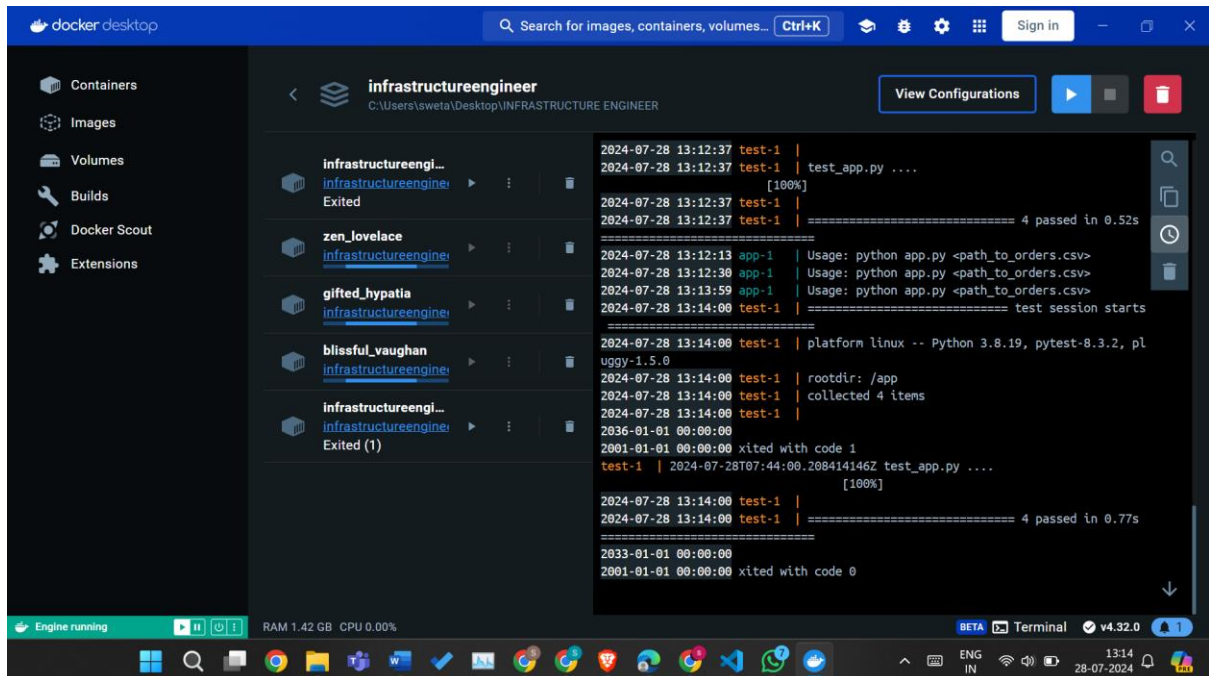 docker desktop
Search for images, containers, volumes... Ctrl+K
Sign in
Containers
Images
Volumes
Builds
Docker Scout
Extensions
infrastructureengineer
C:\Users\sweta\Desktop\INFRASTRUCTURE ENGINEER
View Configurations
infrastructureengi...
infrastructureenginee
Exited
zen_lovelace
infrastructureenginee
gifted_hypatia
infrastructureenginee
blissful_vaughan
infrastructureenginee
infrastructureengi...
infrastructureenginee
Exited (1)
2024-07-28 13:12:37 test-1 |
2024-07-28 13:12:37 test-1 | test_app.py ....
[100%]
2024-07-28 13:12:37 test-1 |
2024-07-28 13:12:37 test-1 | ============================== 4 passed in 0.52s
===============================
2024-07-28 13:12:13 app-1 | Usage: python app.py <path_to_orders.csv>
2024-07-28 13:12:30 app-1 | Usage: python app.py <path_to_orders.csv>
2024-07-28 13:13:59 app-1 | Usage: python app.py <path_to_orders.csv>
2024-07-28 13:14:00 test-1 | ============================= test session starts
==============================
2024-07-28 13:14:00 test-1 | platform linux -- Python 3.8.19, pytest-8.3.2, pl
uggy-1.5.0
2024-07-28 13:14:00 test-1 | rootdir: /app
2024-07-28 13:14:00 test-1 | collected 4 items
2024-07-28 13:14:00 test-1 |
2036-01-01 00:00:00
2001-01-01 00:00:00 xited with code 1
test-1 | 2024-07-28T07:44:00.208414146Z test_app.py ....
[100%]
2024-07-28 13:14:00 test-1 |
2024-07-28 13:14:00 test-1 | ============================== 4 passed in 0.77s
===============================
2033-01-01 00:00:00
2001-01-01 00:00:00 xited with code 0
Engine running
RAM 1.42 GB CPU 0.00%
BETA Terminal v4.32.0 1
ENG
IN
13:14
28-07-2024
PRE